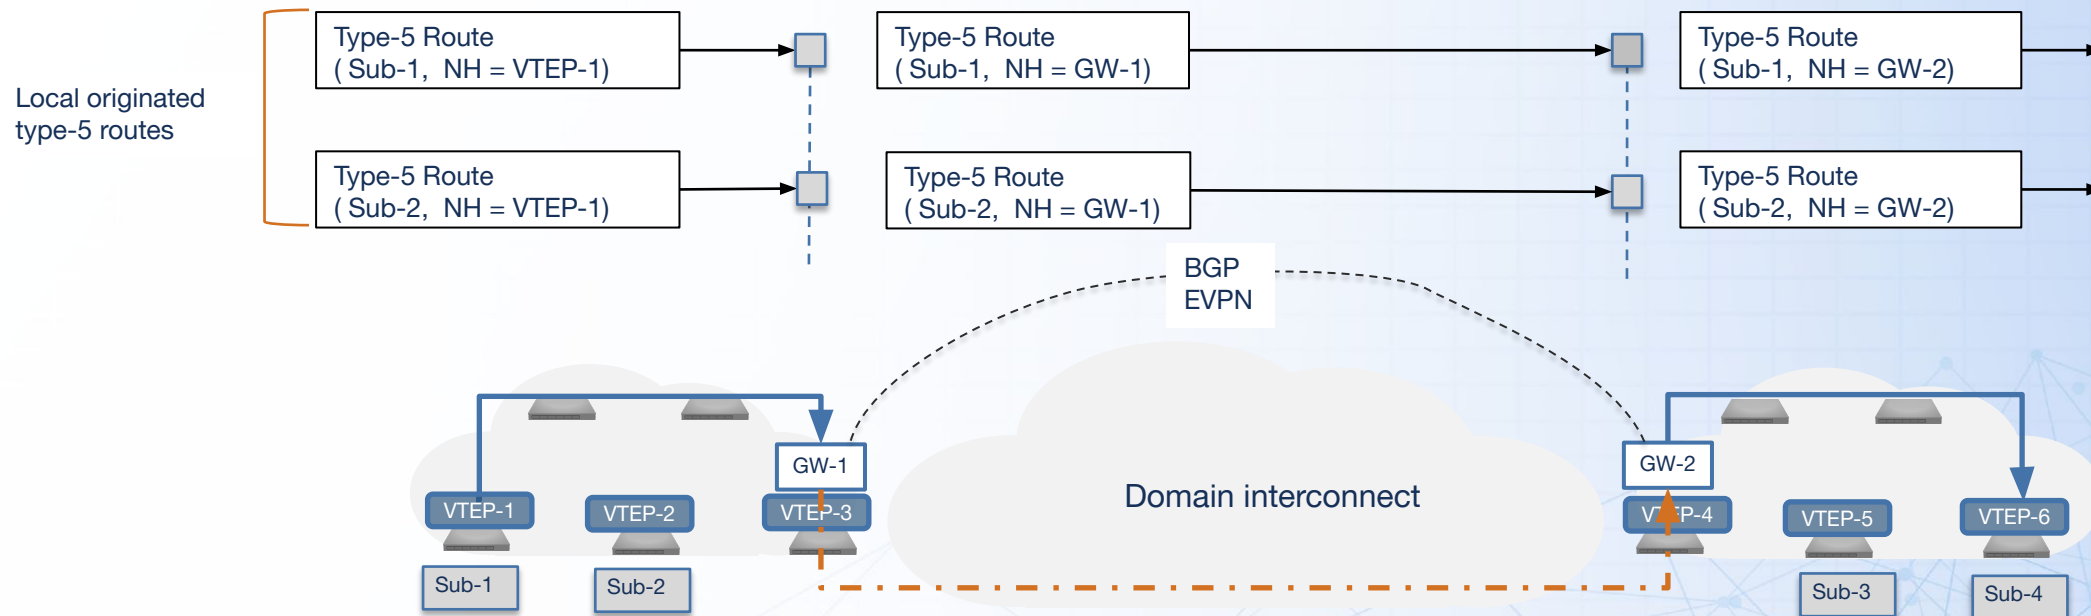 Local originated
type-5 routes
Type-5 Route
( Sub-1, NH = VTEP-1)
Type-5 Route
( Sub-1, NH = GW-1)
Type-5 Route
( Sub-1, NH = GW-2)
Type-5 Route
( Sub-2, NH = VTEP-1)
Type-5 Route
( Sub-2, NH = GW-1)
Type-5 Route
( Sub-2, NH = GW-2)
BGP
EVPN
GW-1
GW-2
Domain interconnect
VTEP-1
VTEP-2
VTEP-3
VTEP-4
VTEP-5
VTEP-6
Sub-1
Sub-2
Sub-3
Sub-4